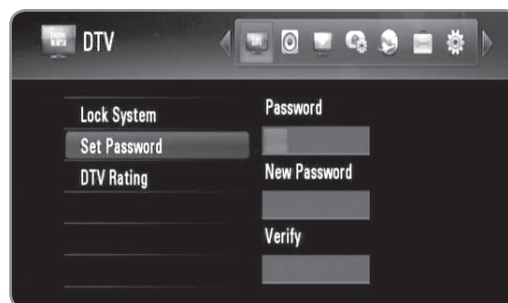 DTV
Lock System
Set Password
DTV Rating
Password
New Password
Verify